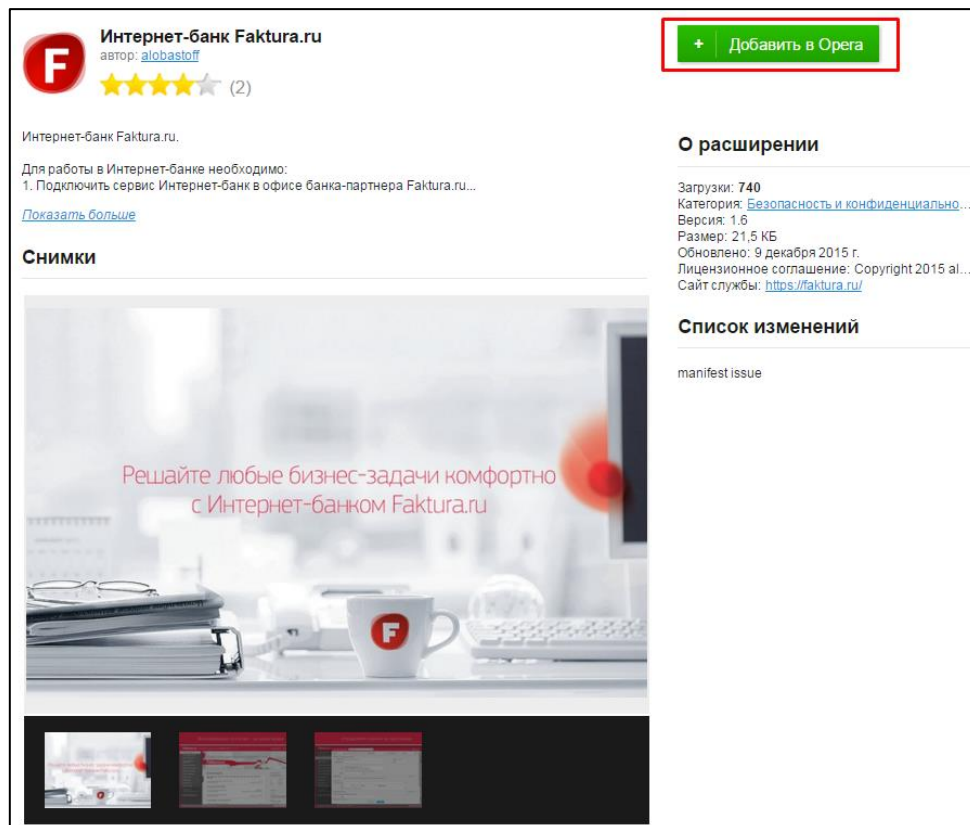 Интернет-банк Faktura.ru
автор: alobastoff
(2)
+ Добавить в Opera
Интернет-банк Faktura.ru.
Для работы в Интернет-банке необходимо:
1. Подключить сервис Интернет-банк в офисе банка-партнера Faktura.ru...
Показать больше
Снимки
Решайте любые бизнес-задачи комфортно
с Интернет-банком Faktura.ru
F
О расширении
Загрузки: 740
Категория: Безопасность и конфиденциально...
Версия: 1.6
Размер: 21,5 КБ
Обновлено: 9 декабря 2015 г.
Лицензионное соглашение: Copyright 2015 al...
Сайт службы: https://faktura.ru/
Список изменений
manifest issue